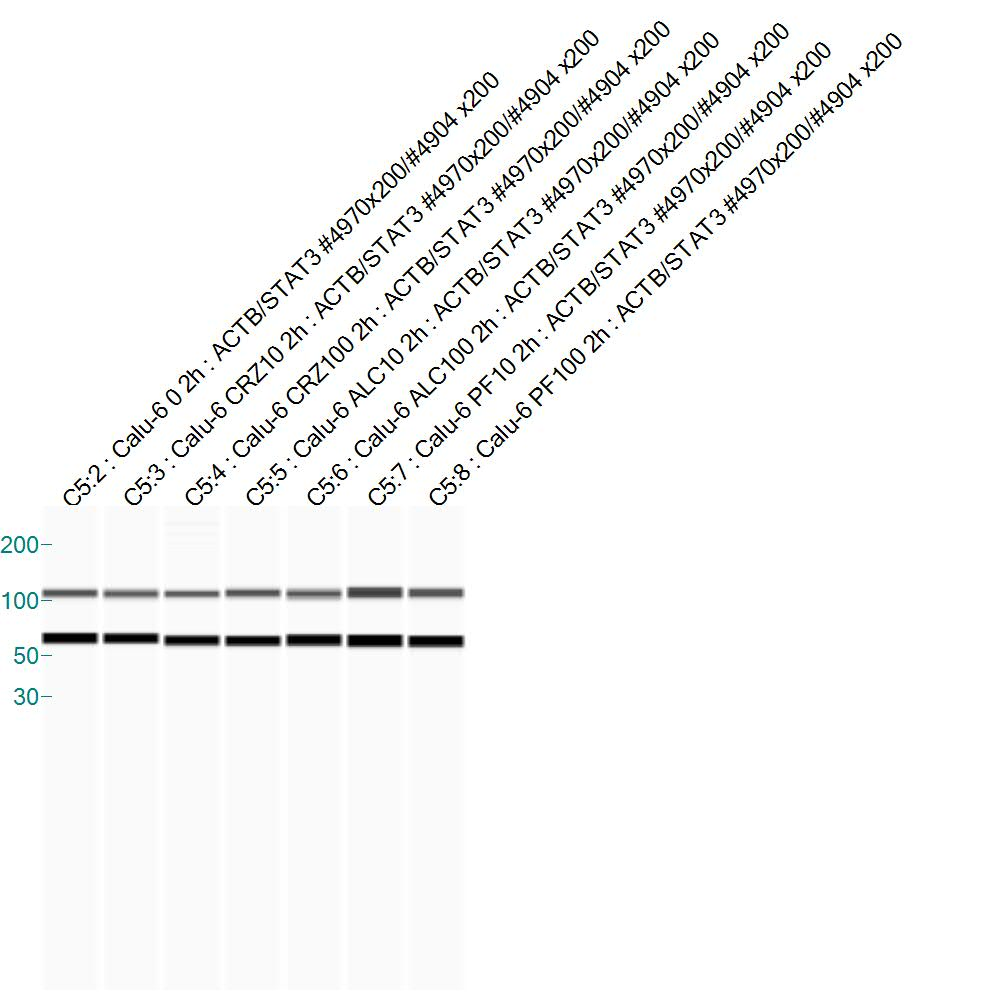 C5:2 : Calu-6 0 2h : ACTB/STAT3 #4970x200/#4904 x200
C5:3 : Calu-6 CRZ10 2h : ACTB/STAT3 #4970x200/#4904 x200
C5:4 : Calu-6 CRZ100 2h : ACTB/STAT3 #4970x200/#4904 x200
C5:5 : Calu-6 ALC10 2h : ACTB/STAT3 #4970x200/#4904 x200
C5:6 : Calu-6 ALC100 2h : ACTB/STAT3 #4970x200/#4904 x200
C5:7 : Calu-6 PF10 2h : ACTB/STAT3 #4970x200/#4904 x200
C5:8 : Calu-6 PF100 2h : ACTB/STAT3 #4970x200/#4904 x200
200
100
50
30